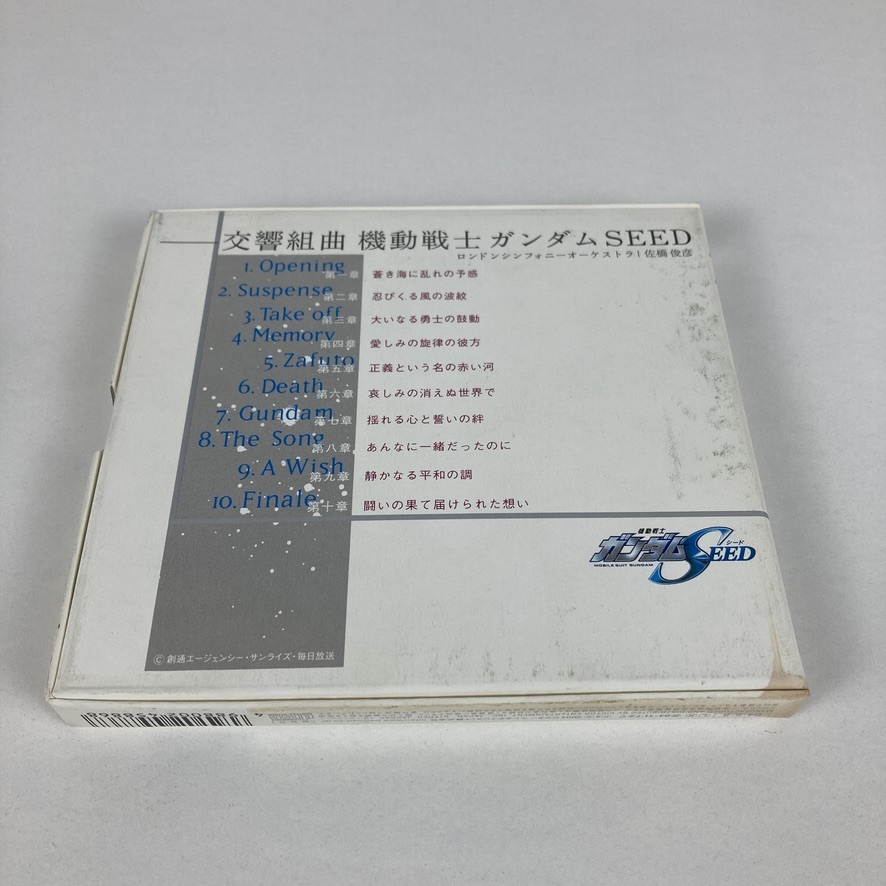 交響組曲 機動戦士 ガンダム SEED
ロンドンシンフォニーオーケストラ | 佐橋 俊彦
1. Opening 第一章 蒼き海に乱れの予感
2. Suspense 第二章 忍びくる風の波紋
3. Take off 第三章 大いなる勇士の鼓動
4. Memory 第四章 愛しみの旋律の彼方
5. Zafuto 第五章 正義という名の赤い河
6. Death 第六章 哀しみの消えぬ世界で
7. Gundam 第七章 揺れる心と誓いの絆
8. The Song 第八章 あんなに一緒だったのに
9. A Wish 第九章 静かなる平和の調
10. Finale 第十章 闘いの果て届けられた想い
機動戦士
ガンダムSEED
シード
MOBILE SUIT GUNDAM
© 創通エージェンシー・サンライズ・毎日放送